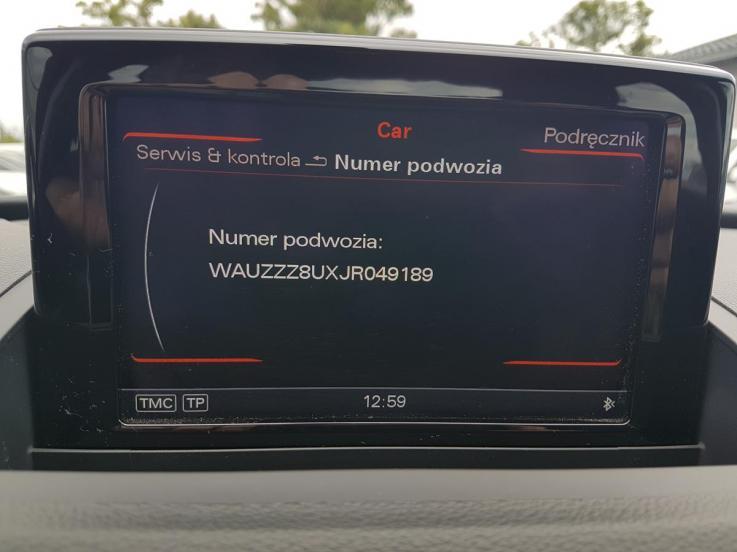 Car
Podręcznik
Serwis & kontrola Numer podwozia
Numer podwozia:
WAUZZZ8UXJR049189
TMC TP 12:59